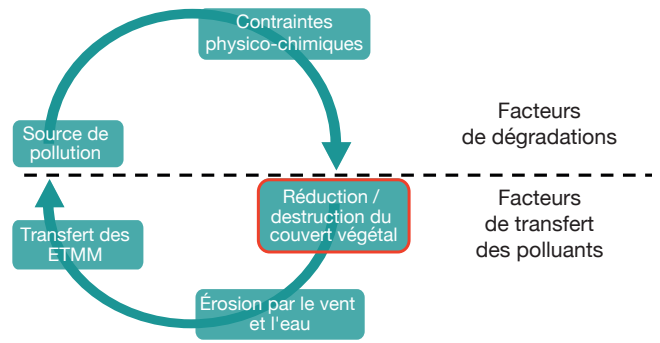 Contraintes
physico-chimiques
Source de
pollution
Facteurs
de dégradations
Réduction /
destruction du
couvert végétal
Facteurs
de transfert
des polluants
Transfert des
ETMM
Érosion par le vent
et l'eau